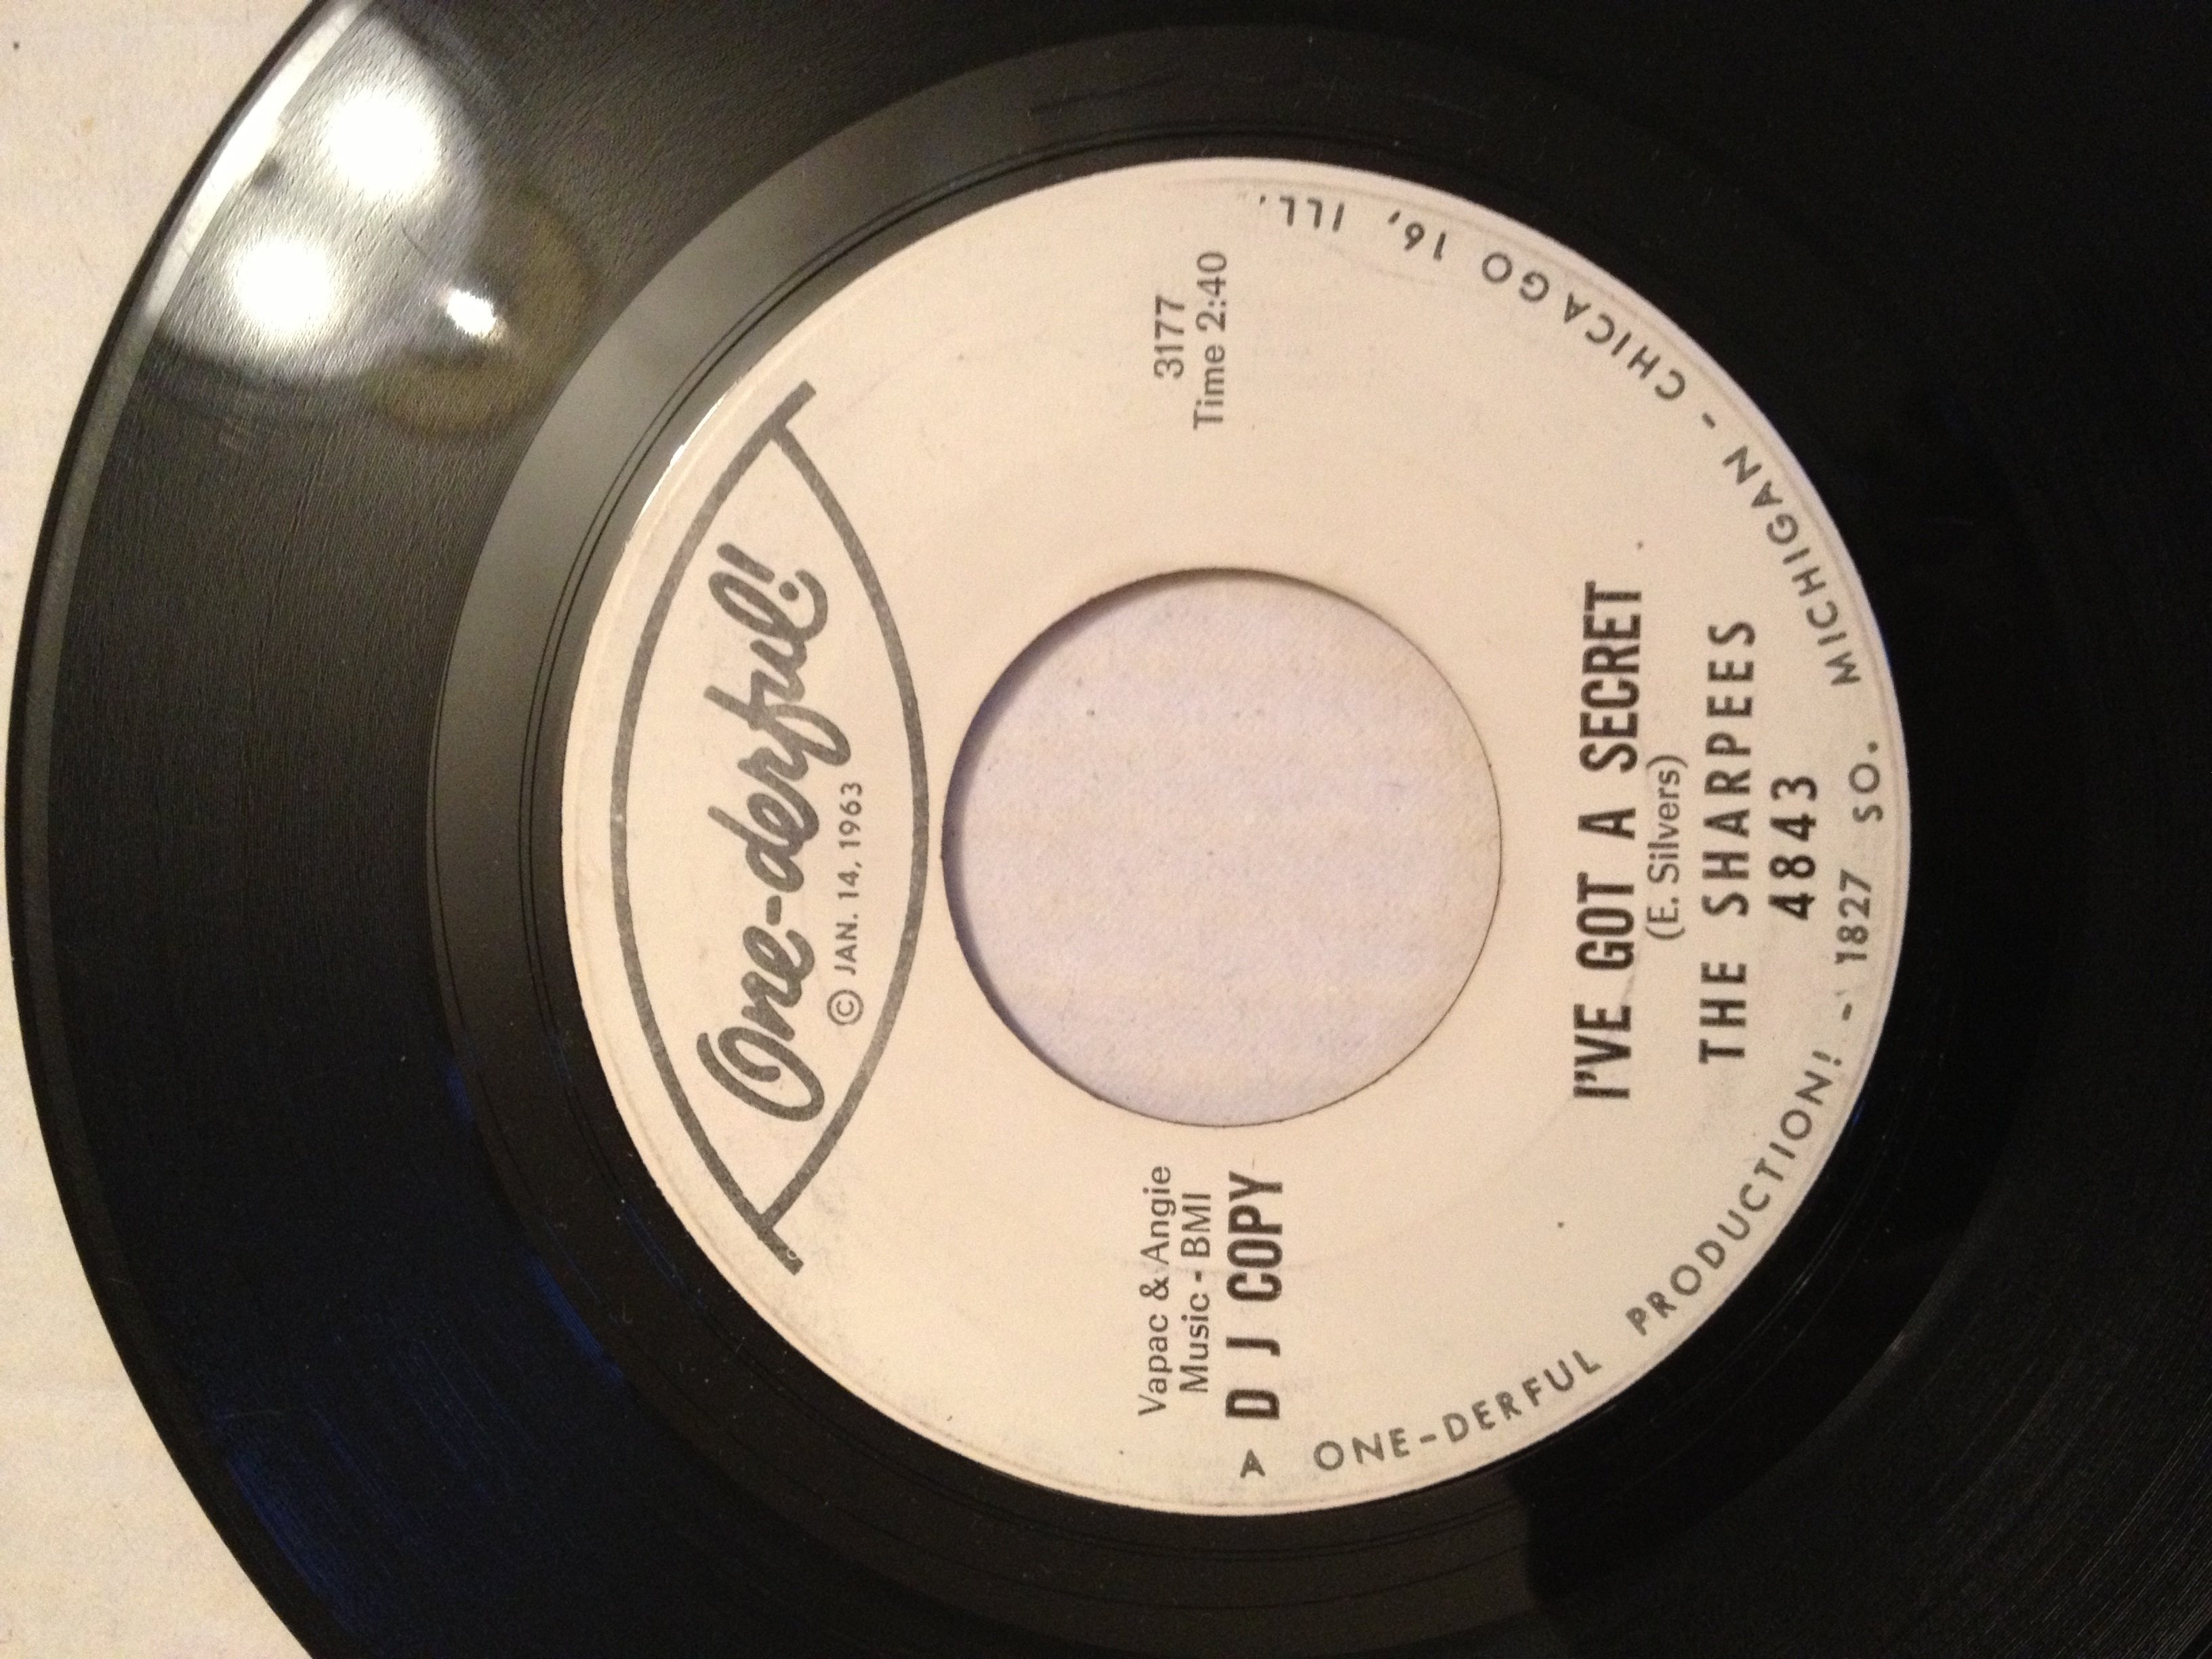 One-derful!
© JAN. 14, 1963
Vapac & Angie
Music - BMI
D J COPY
3177
Time 2:40
I'VE GOT A SECRET
(E. Silvers)
THE SHARPEES
4843
A ONE-DERFUL PRODUCTION! - 1827 SO. MICHIGAN - CHICAGO 16, ILL.